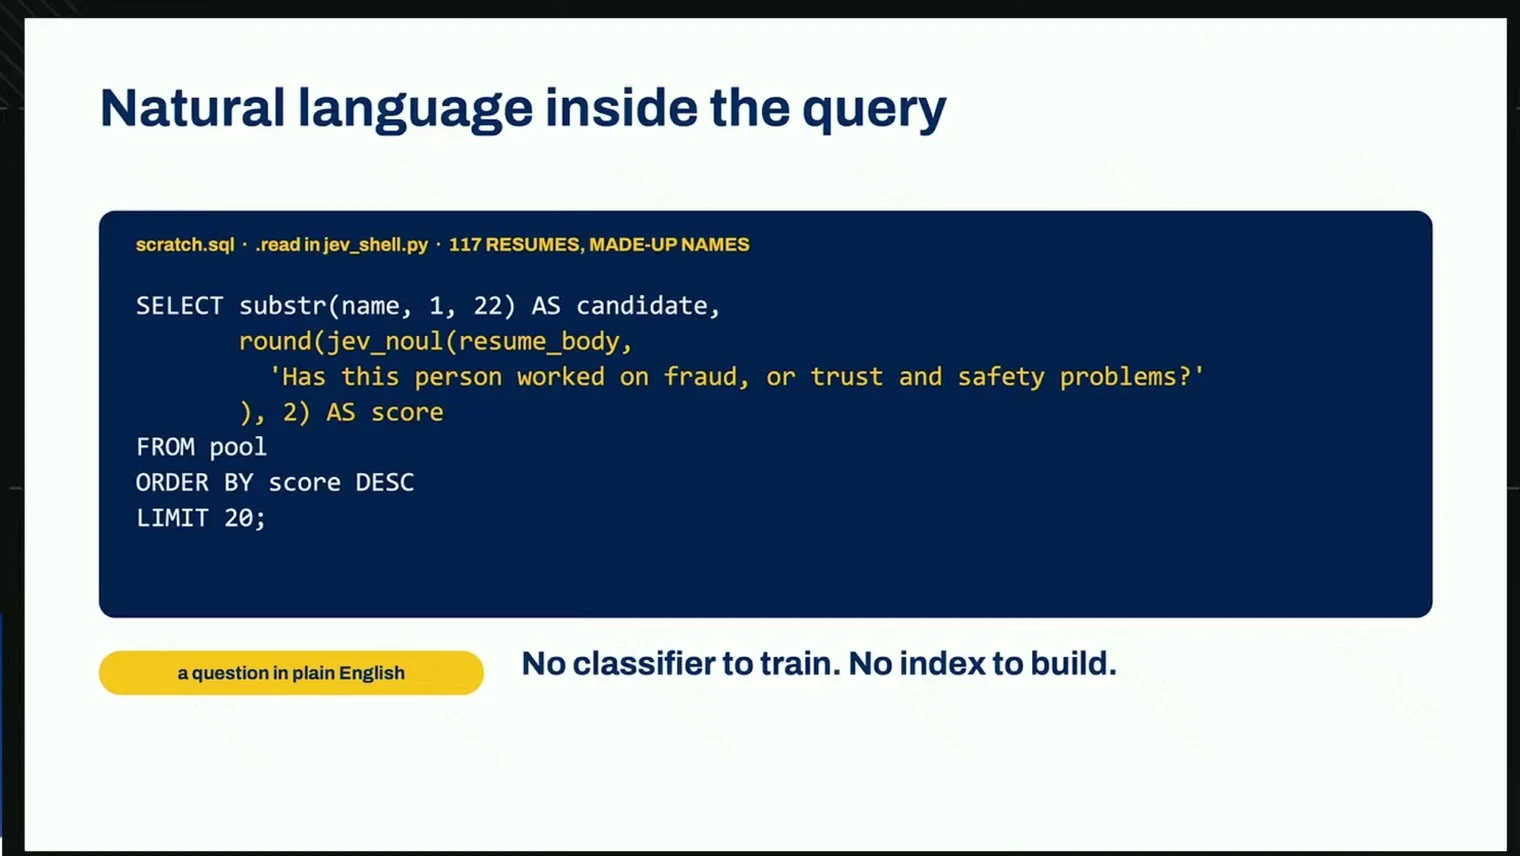 Natural language inside the query
scratch.sql · .read in jev_shell.py · 117 RESUMES, MADE-UP NAMES
SELECT substr(name, 1, 22) AS candidate,
       round(jev_noul(resume_body,
         'Has this person worked on fraud, or trust and safety problems?'
       ), 2) AS score
FROM pool
ORDER BY score DESC
LIMIT 20;
a question in plain English
No classifier to train. No index to build.